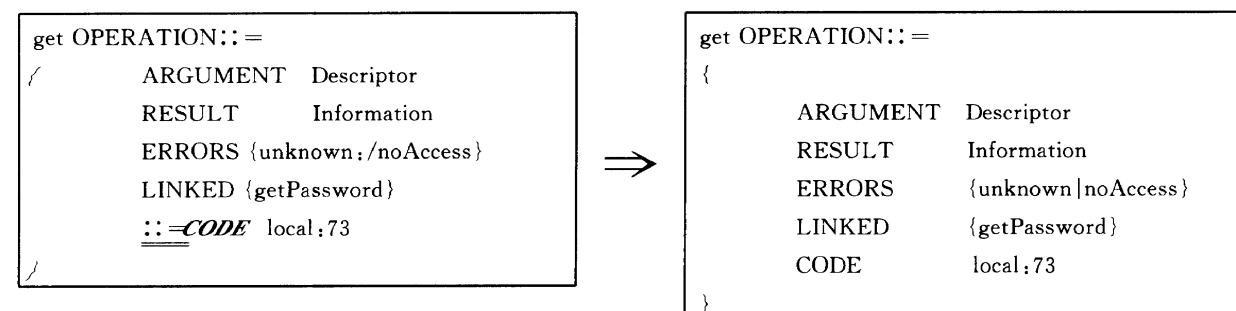 get OPERATION::=
/ ARGUMENT Descriptor
RESULT Information
ERRORS {unknown:/noAccess}
LINKED {getPassword}
::=CODE local:73
/
⇒
get OPERATION::=
{
ARGUMENT Descriptor
RESULT Information
ERRORS {unknown|noAccess}
LINKED {getPassword}
CODE local:73
}